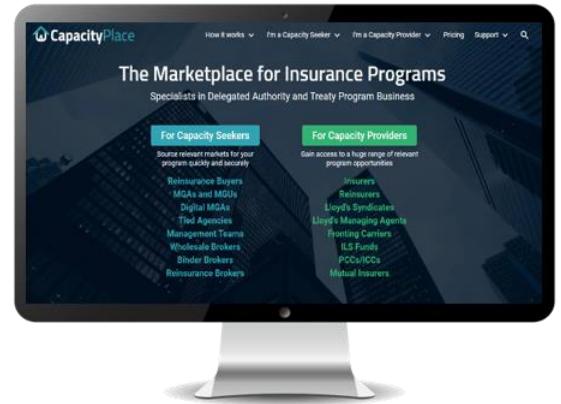 CapacityPlace
How it works I'm a Capacity Seeker I'm a Capacity Provider Pricing Support
The Marketplace for Insurance Programs
Specialists in Delegated Authority and Treaty Program Business
For Capacity Seekers
Source relevant markets for your
program quickly and securely
Reinsurance Buyers
MGAs and MGUs
Digital MGAs
Tied Agencies
Management Teams
Wholesale Brokers
Binder Brokers
Reinsurance Brokers
For Capacity Providers
Gain access to a huge range of relevant
program opportunities
Insurers
Reinsurers
Lloyd's Syndicates
Lloyd's Managing Agents
Fronting Carriers
ILS Funds
PCCs/ICCs
Mutual Insurers